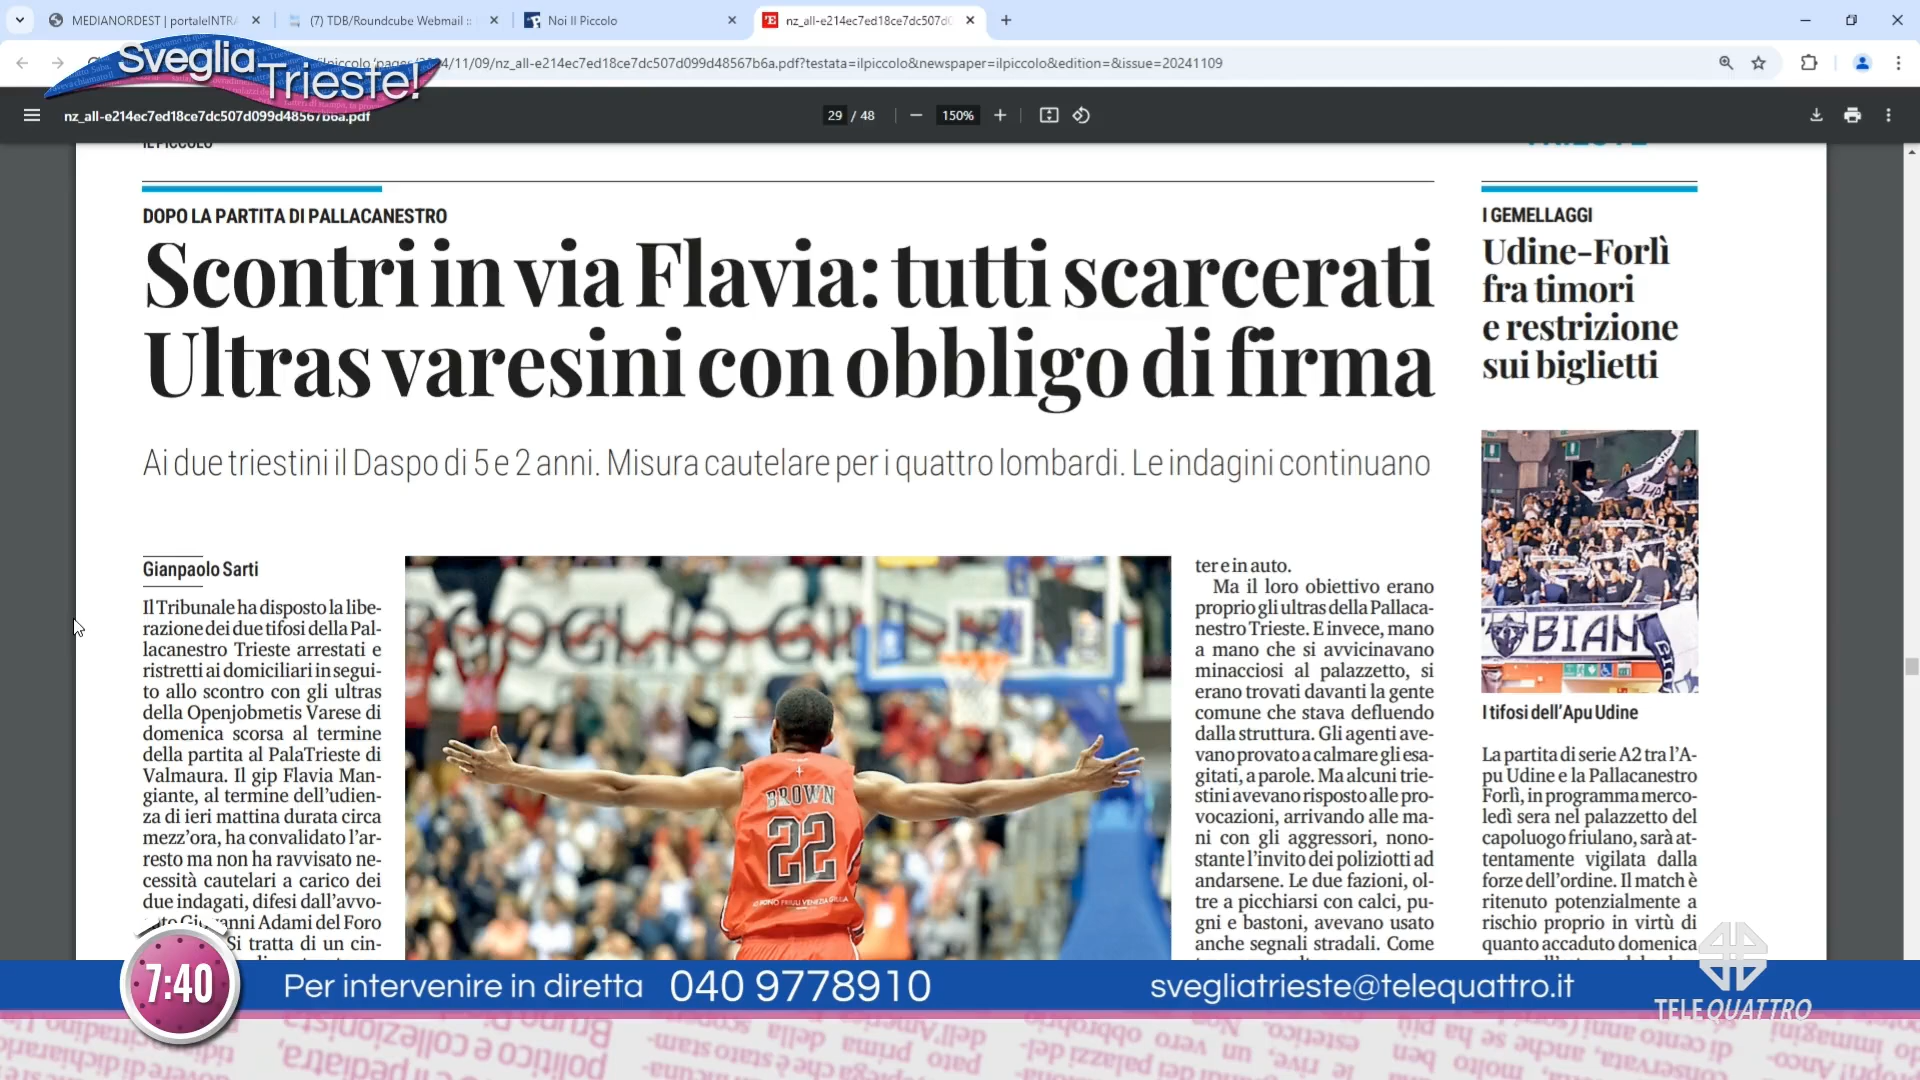 MEDIANORDEST | portaleINTRA
(7) TDB/Roundcube Webmail ::
Noi Il Piccolo
nz_all-e214ec7ed18ce7dc507d0
Sveglia
Trieste!
/11/09/nz_all-e214ec7ed18ce7dc507d099d48567b6a.pdf?testata=ilpiccolo&newspaper=ilpiccolo&edition=&issue=20241109
nz_all-e214ec7ed18ce7dc507d099d48567b6a.pdf
29 / 48
150%
IL PICCOLO
TRIESTE
DOPO LA PARTITA DI PALLACANESTRO
Scontri in via Flavia: tutti scarcerati
Ultras varesini con obbligo di firma
Ai due triestini il Daspo di 5 e 2 anni. Misura cautelare per i quattro lombardi. Le indagini continuano
Gianpaolo Sarti
Il Tribunale ha disposto la libe-
razione dei due tifosi della Pal-
lacanestro Trieste arrestati e
ristretti ai domiciliari in segui-
to allo scontro con gli ultras
della Openjobmetis Varese di
domenica scorsa al termine
della partita al PalaTrieste di
Valmaura. Il gip Flavia Man-
giante, al termine dell'udien-
za di ieri mattina durata circa
mezz'ora, ha convalidato l'ar-
resto ma non ha ravvisato ne-
cessità cautelari a carico dei
due indagati, difesi dall'avvo-
Giovanni Adami del Foro
Si tratta di un cin-
BROWN
22
ter e in auto.
Ma il loro obiettivo erano
proprio gli ultras della Pallaca-
nestro Trieste. E invece, mano
a mano che si avvicinavano
minacciosi al palazzetto, si
erano trovati davanti la gente
comune che stava defluendo
dalla struttura. Gli agenti ave-
vano provato a calmare gli esa-
gitati, a parole. Ma alcuni trie-
stini avevano risposto alle pro-
vocazioni, arrivando alle ma-
ni con gli aggressori, nono-
stante l'invito dei poliziotti ad
andarsene. Le due fazioni, ol-
tre a picchiarsi con calci, pu-
gni e bastoni, avevano usato
anche segnali stradali. Come
I GEMELLAGGI
Udine-Forlì
fra timori
e restrizione
sui biglietti
BIAN
I tifosi dell'Apu Udine
La partita di serie A2 tra l'A-
pu Udine e la Pallacanestro
Forlì, in programma merco-
ledì sera nel palazzetto del
capoluogo friulano, sarà at-
tentamente vigilata dalla
forze dell'ordine. Il match è
ritenuto potenzialmente a
rischio proprio in virtù di
quanto accaduto domenica
7:40
Per intervenire in diretta 040 9778910
svegliatrieste@telequattro.it
TELEQUATTRO